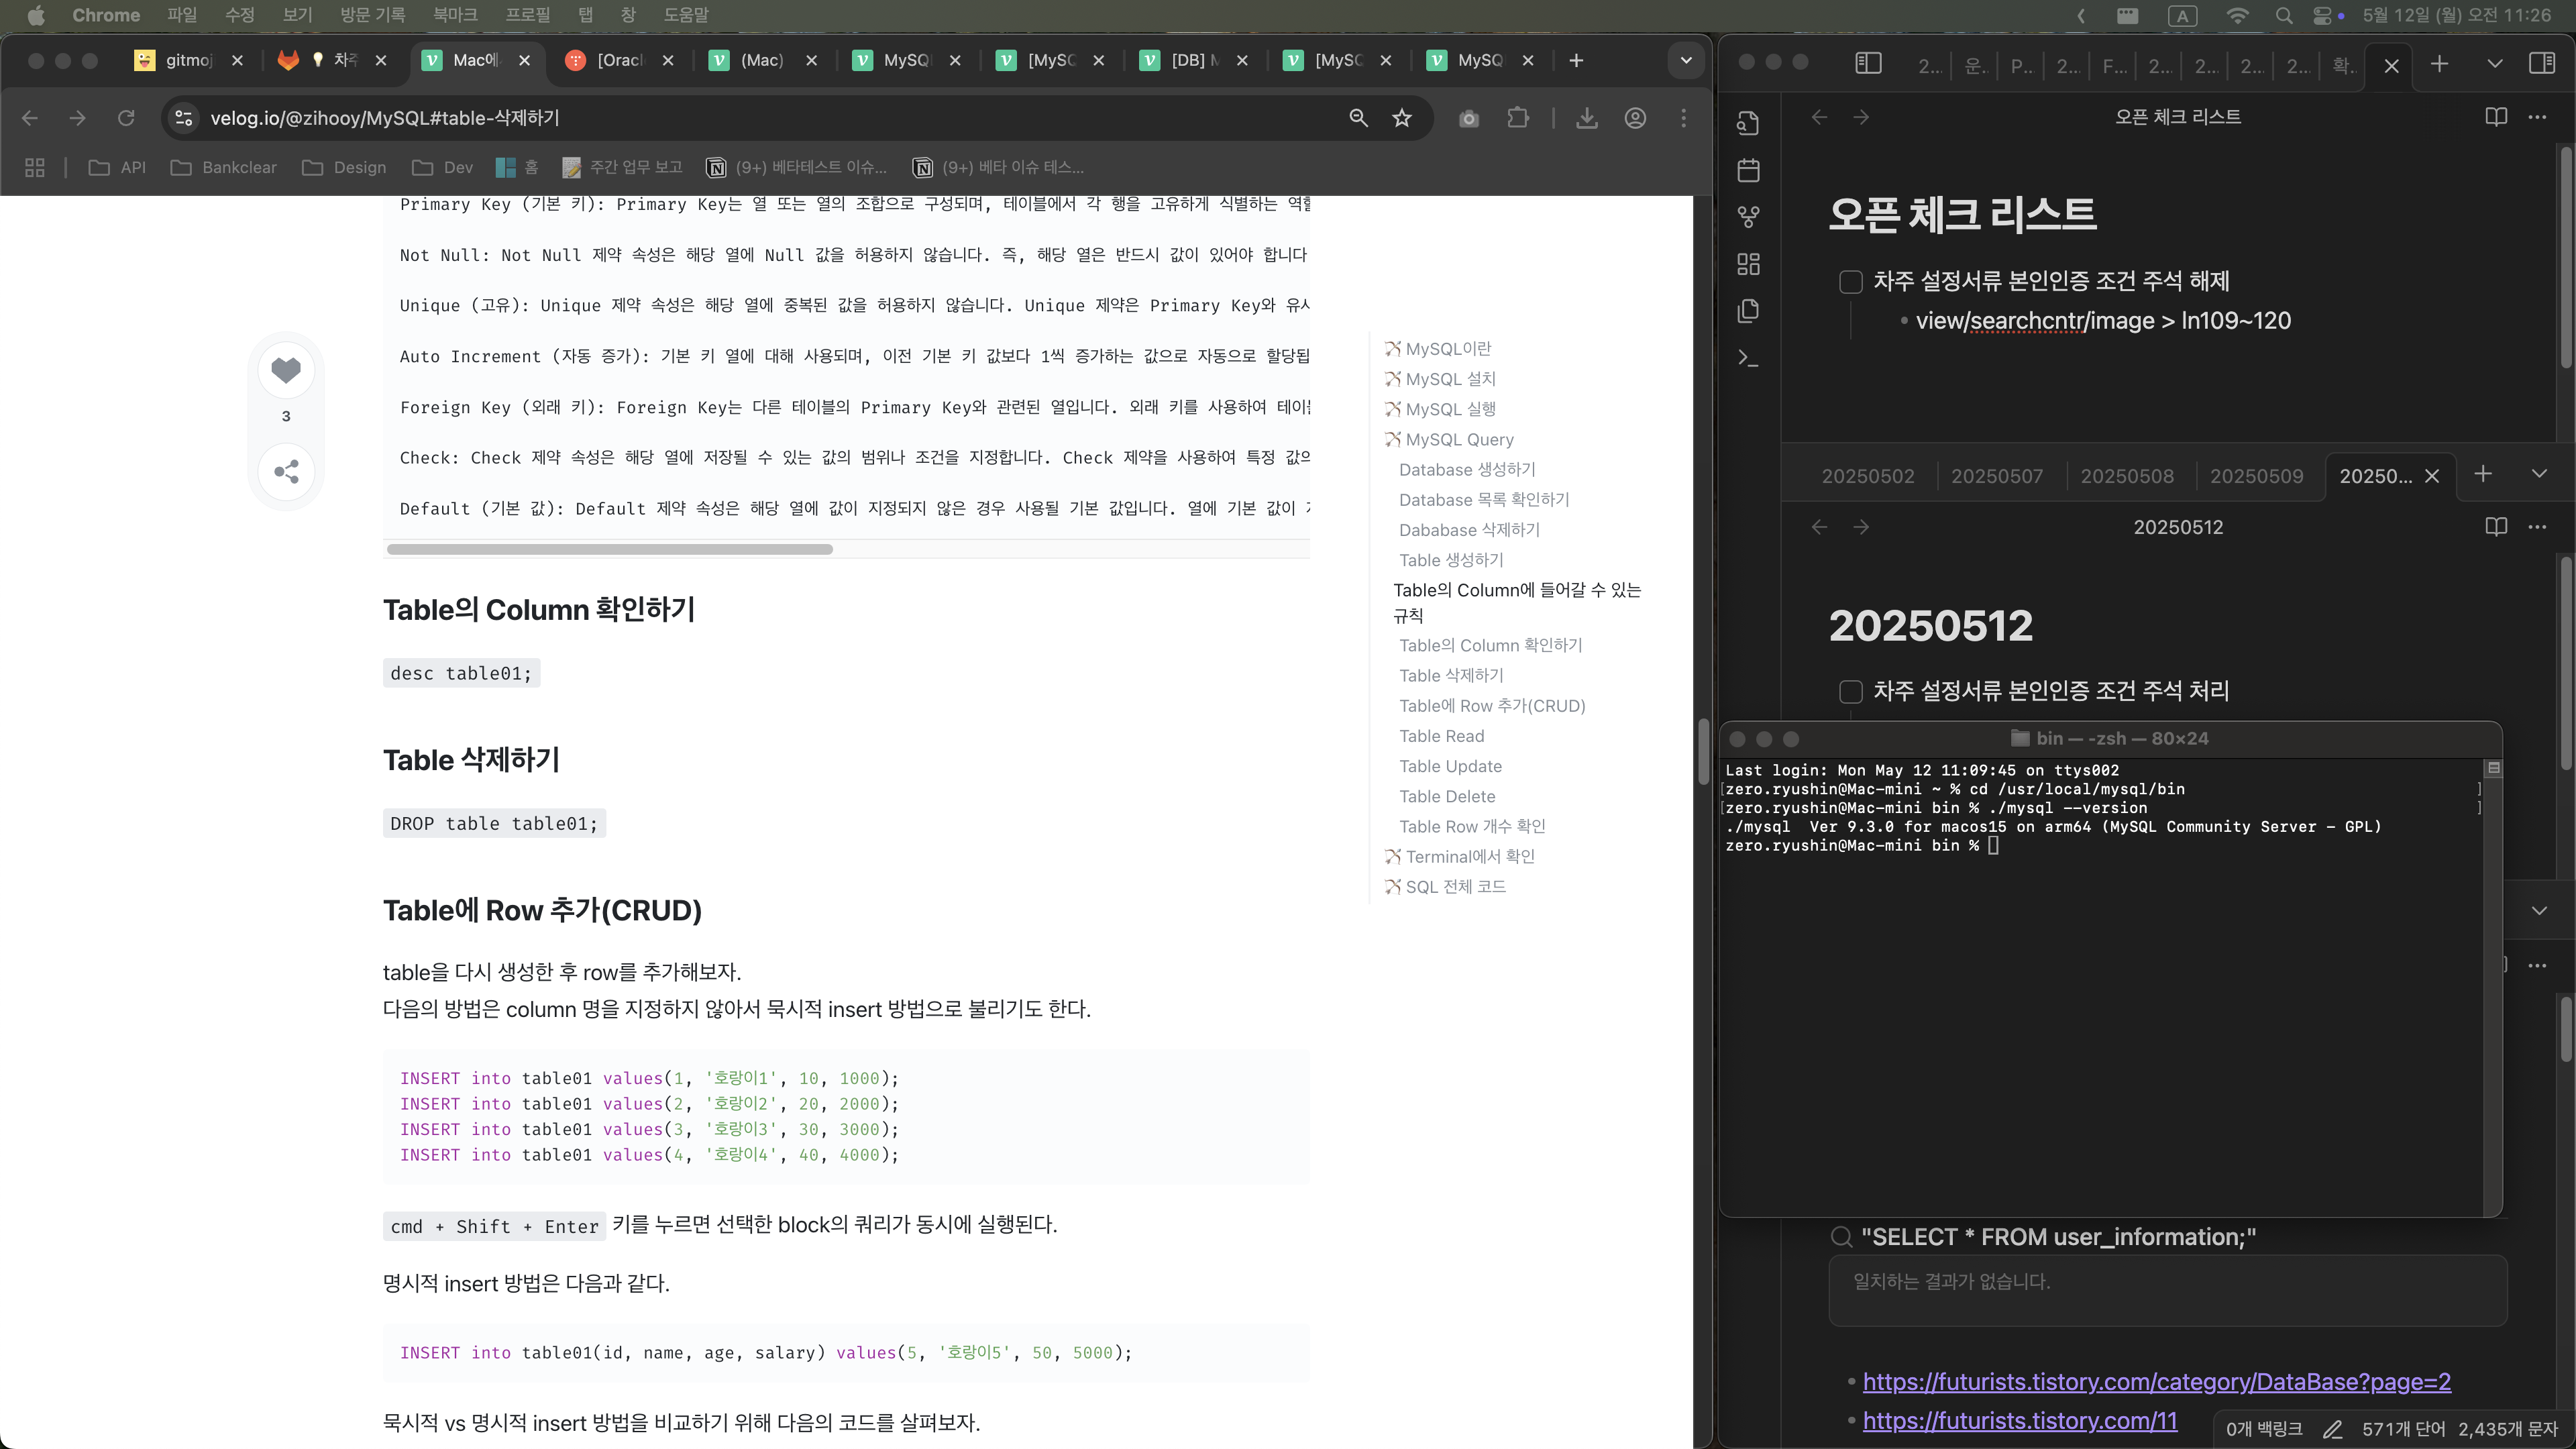 Chrome 파일 수정 보기 방문 기록 북마크 프로필 탭 창 도움말
A 5월 12일 (월) 오전 11:26
gitmoj 차주 Mac에 [Oracl (Mac) MySQ [MySQ [DB] M [MySQ MySQ
velog.io/@zihooy/MySQL#table-삭제하기
API Bankclear Design Dev 홈 주간 업무 보고 (9+) 베타테스트 이슈... (9+) 베타 이슈 테스...
Primary Key (기본 키): Primary Key는 열 또는 열의 조합으로 구성되며, 테이블에서 각 행을 고유하게 식별하는 역할
Not Null: Not Null 제약 속성은 해당 열에 Null 값을 허용하지 않습니다. 즉, 해당 열은 반드시 값이 있어야 합니다
Unique (고유): Unique 제약 속성은 해당 열에 중복된 값을 허용하지 않습니다. Unique 제약은 Primary Key와 유사
Auto Increment (자동 증가): 기본 키 열에 대해 사용되며, 이전 기본 키 값보다 1씩 증가하는 값으로 자동으로 할당됩
Foreign Key (외래 키): Foreign Key는 다른 테이블의 Primary Key와 관련된 열입니다. 외래 키를 사용하여 테이블
Check: Check 제약 속성은 해당 열에 저장될 수 있는 값의 범위나 조건을 지정합니다. Check 제약을 사용하여 특정 값의
Default (기본 값): Default 제약 속성은 해당 열에 값이 지정되지 않은 경우 사용될 기본 값입니다. 열에 기본 값이
3
Table의 Column 확인하기
desc table01;
Table 삭제하기
DROP table table01;
Table에 Row 추가(CRUD)
table을 다시 생성한 후 row를 추가해보자.
다음의 방법은 column 명을 지정하지 않아서 묵시적 insert 방법으로 불리기도 한다.
INSERT into table01 values(1, '호랑이1', 10, 1000);
INSERT into table01 values(2, '호랑이2', 20, 2000);
INSERT into table01 values(3, '호랑이3', 30, 3000);
INSERT into table01 values(4, '호랑이4', 40, 4000);
cmd + Shift + Enter 키를 누르면 선택한 block의 쿼리가 동시에 실행된다.
명시적 insert 방법은 다음과 같다.
INSERT into table01(id, name, age, salary) values(5, '호랑이5', 50, 5000);
묵시적 vs 명시적 insert 방법을 비교하기 위해 다음의 코드를 살펴보자.
MySQL이란
MySQL 설치
MySQL 실행
MySQL Query
Database 생성하기
Database 목록 확인하기
Dababase 삭제하기
Table 생성하기
Table의 Column에 들어갈 수 있는
규칙
Table의 Column 확인하기
Table 삭제하기
Table에 Row 추가(CRUD)
Table Read
Table Update
Table Delete
Table Row 개수 확인
Terminal에서 확인
SQL 전체 코드
2... 운. P... 2... F... 2... 2... 2... 2... 확.
오픈 체크 리스트
오픈 체크 리스트
차주 설정서류 본인인증 조건 주석 해제
view/searchcntr/image > ln109~120
20250502 20250507 20250508 20250509 20250...
20250512
20250512
차주 설정서류 본인인증 조건 주석 처리
bin — -zsh — 80×24
Last login: Mon May 12 11:09:45 on ttys002
[zero.ryushin@Mac-mini ~ % cd /usr/local/mysql/bin ]
[zero.ryushin@Mac-mini bin % ./mysql --version ]
./mysql  Ver 9.3.0 for macos15 on arm64 (MySQL Community Server - GPL)
zero.ryushin@Mac-mini bin %
"SELECT * FROM user_information;"
일치하는 결과가 없습니다.
https://futurists.tistory.com/category/DataBase?page=2
https://futurists.tistory.com/11
0개 백링크 571개 단어 2,435개 문자